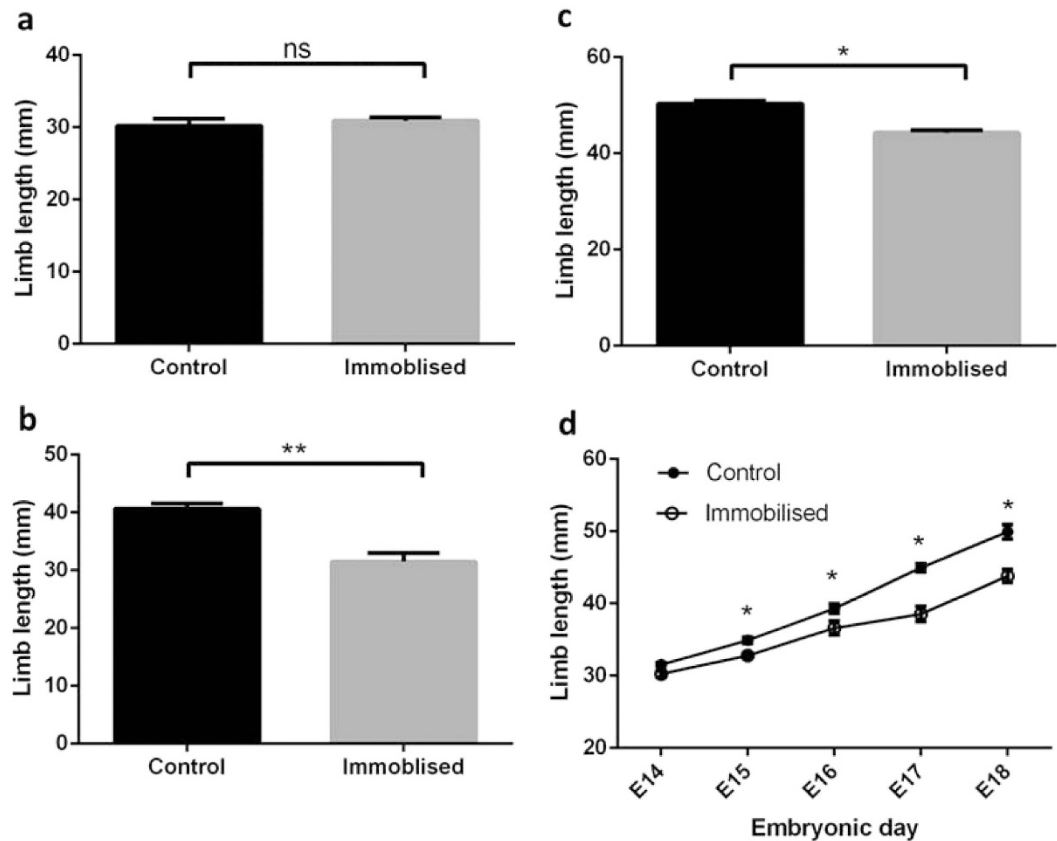 a
ns
Limb length (mm)
40
30
20
10
0
Control Immoblised
c
*
Limb length (mm)
60
40
20
0
Control Immoblised
b
**
Limb length (mm)
50
40
30
20
10
0
Control Immoblised
d
Control
Immobilised
* * * *
Limb length (mm)
60
50
40
30
20
E14 E15 E16 E17 E18
Embryonic day